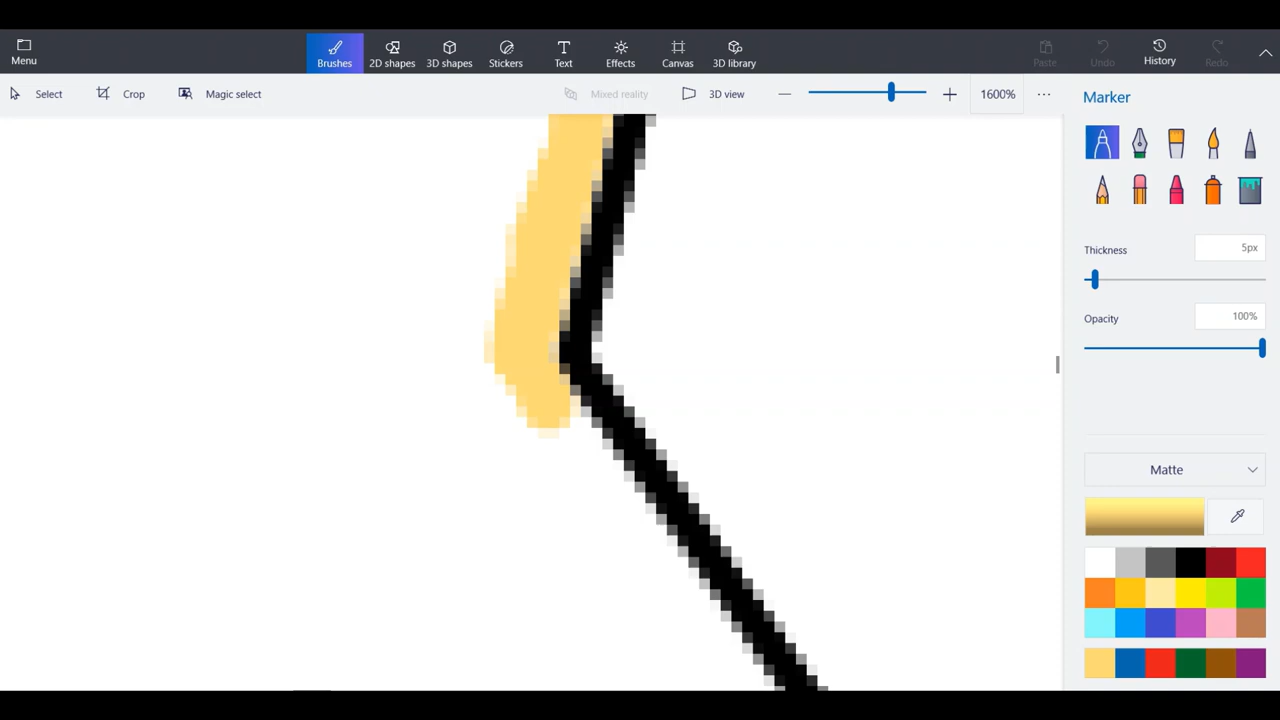 Menu
Brushes
2D shapes
3D shapes
Stickers
Text
Effects
Canvas
3D library
Paste
Undo
History
Redo
Select
Crop
Magic select
Mixed reality
3D view
1600%
Marker
Thickness
5px
Opacity
100%
Matte